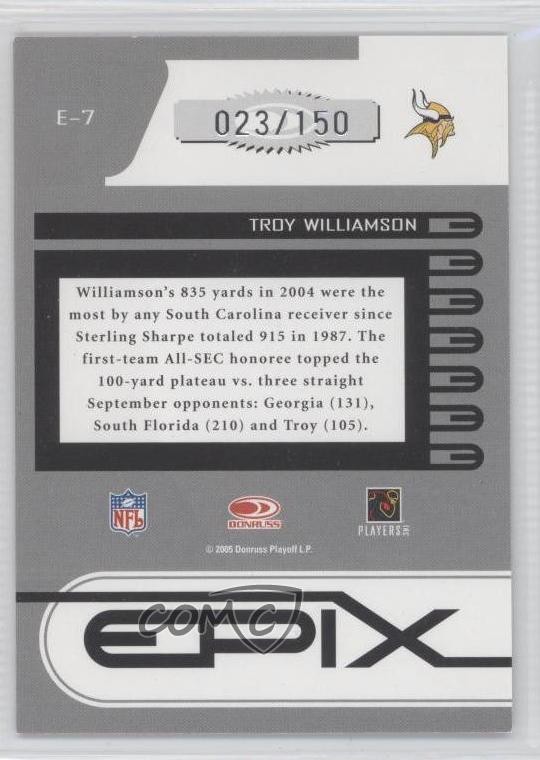 E-7
023/150
TROY WILLIAMSON
Williamson's 835 yards in 2004 were the
most by any South Carolina receiver since
Sterling Sharpe totaled 915 in 1987. The
first-team All-SEC honoree topped the
100-yard plateau vs. three straight
September opponents: Georgia (131),
South Florida (210) and Troy (105).
NFL
DONRUSS
PLAYERS INC
© 2005 Donruss Playoff L.P.
COMC
EPIX